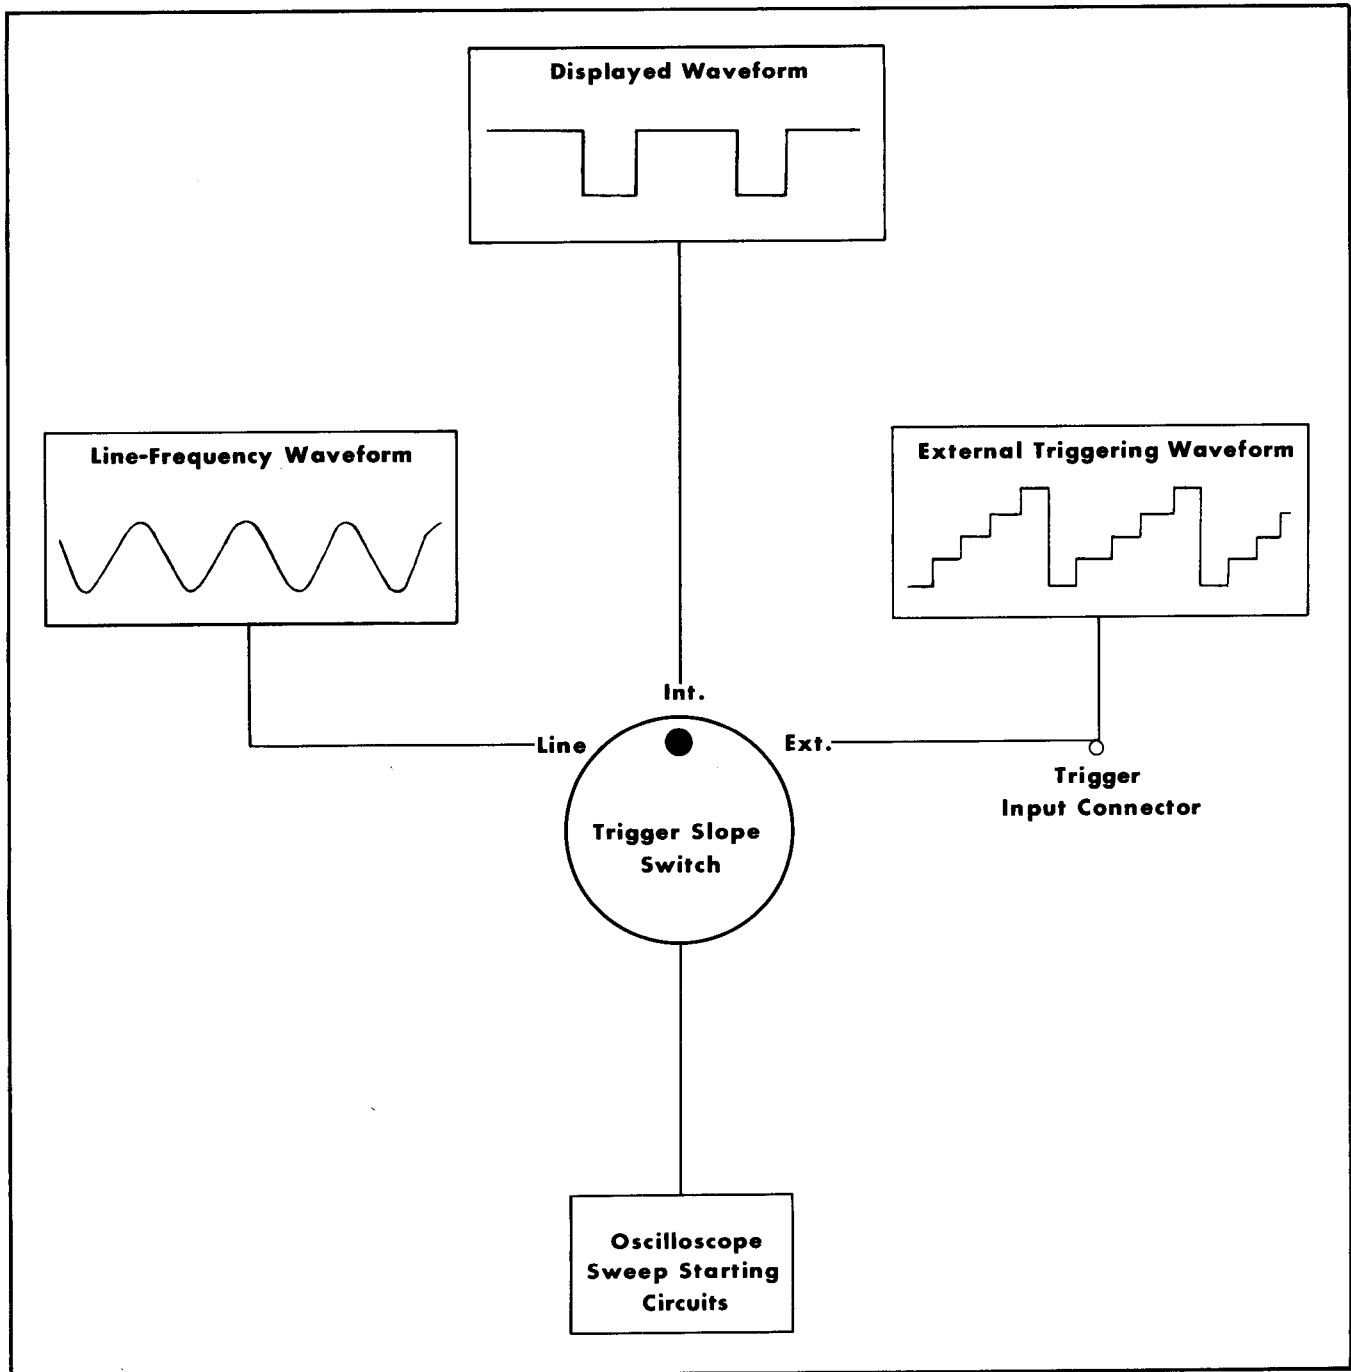 Displayed Waveform
Line-Frequency Waveform
External Triggering Waveform
Int.
Line
Ext.
Trigger
Input Connector
Trigger Slope
Switch
Oscilloscope
Sweep Starting
Circuits